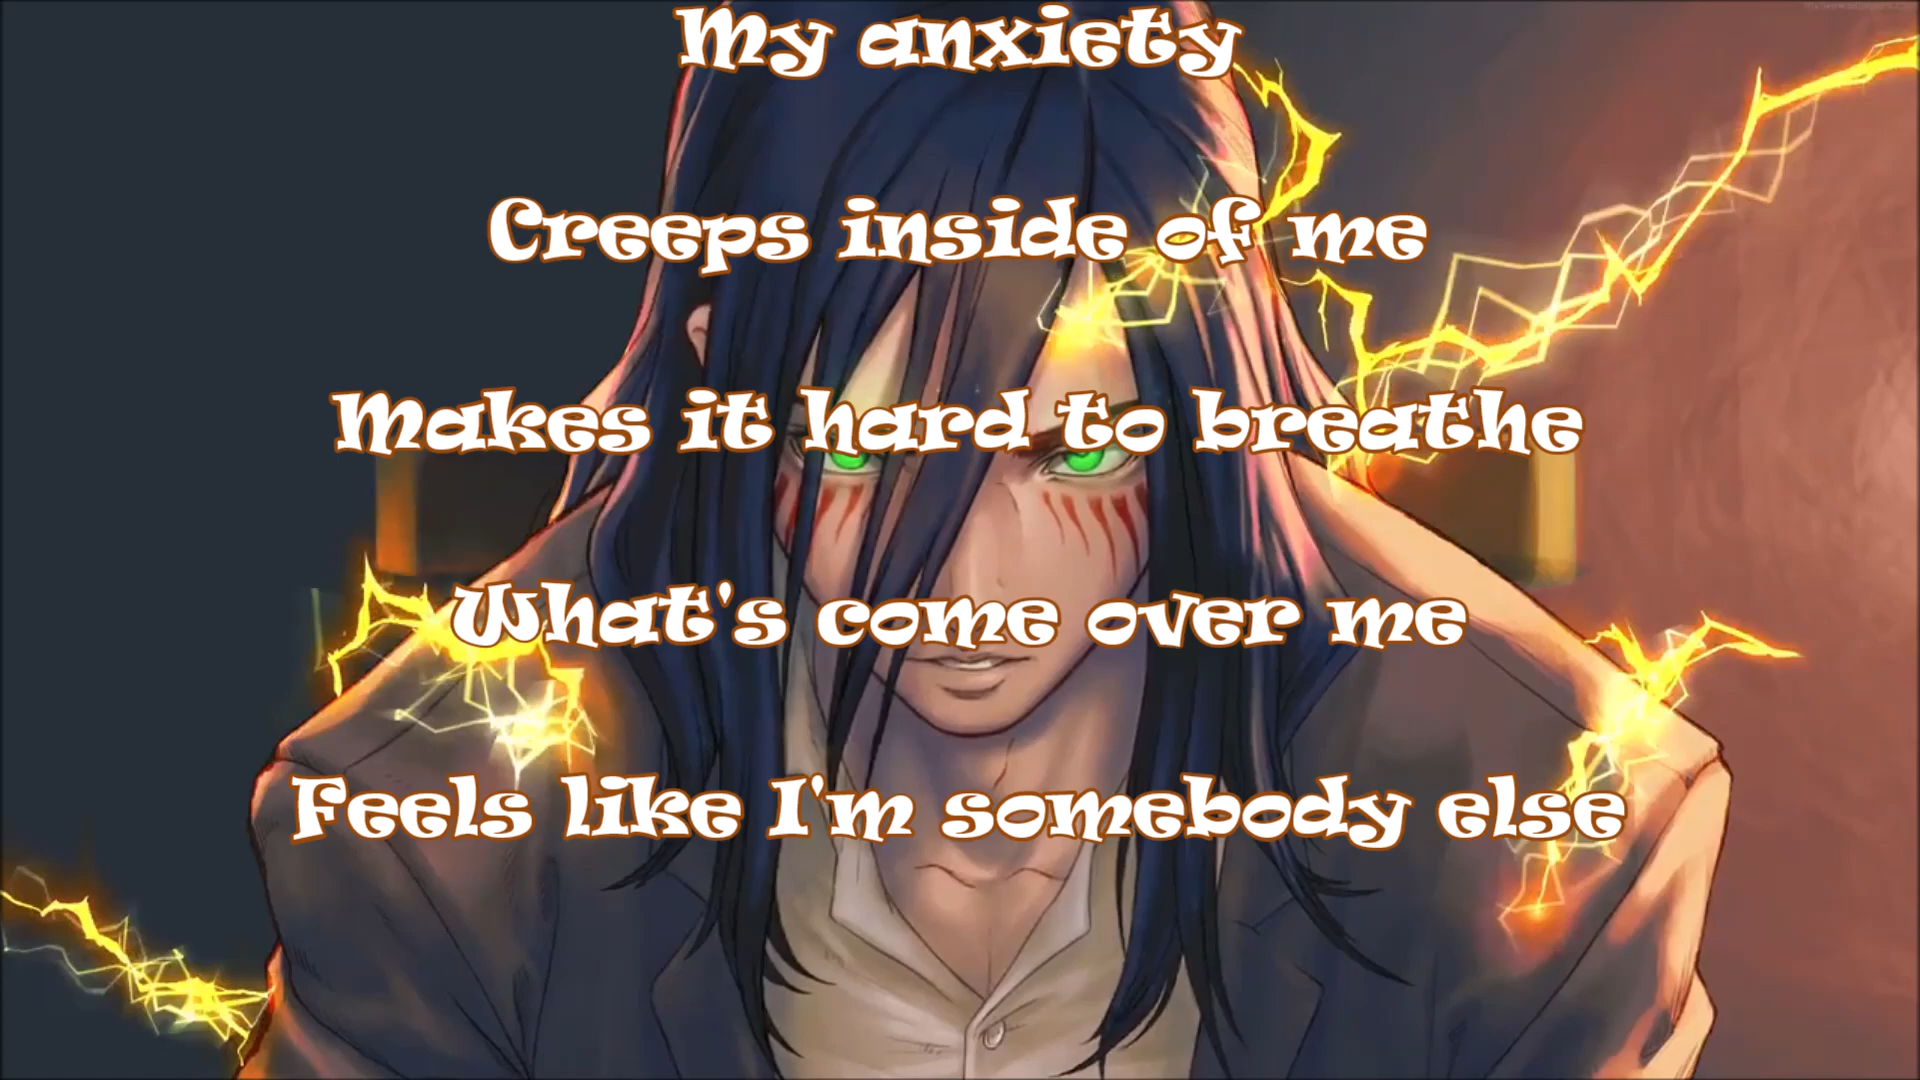 My anxiety
Creeps inside of me
Makes it hard to breathe
What's come over me
Feels like I'm somebody else